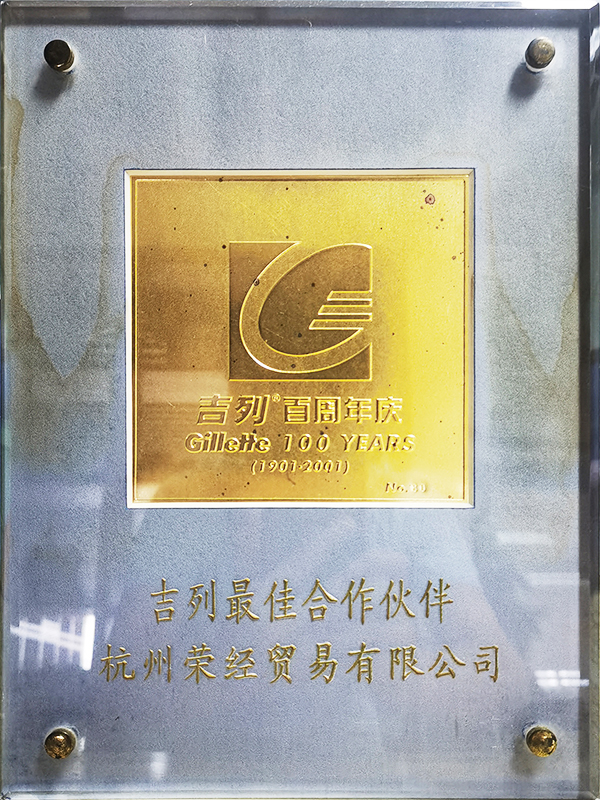 吉列® 百周年庆
Gillette 100 YEARS
(1901-2001)
吉列最佳合作伙伴
杭州荣经贸易有限公司